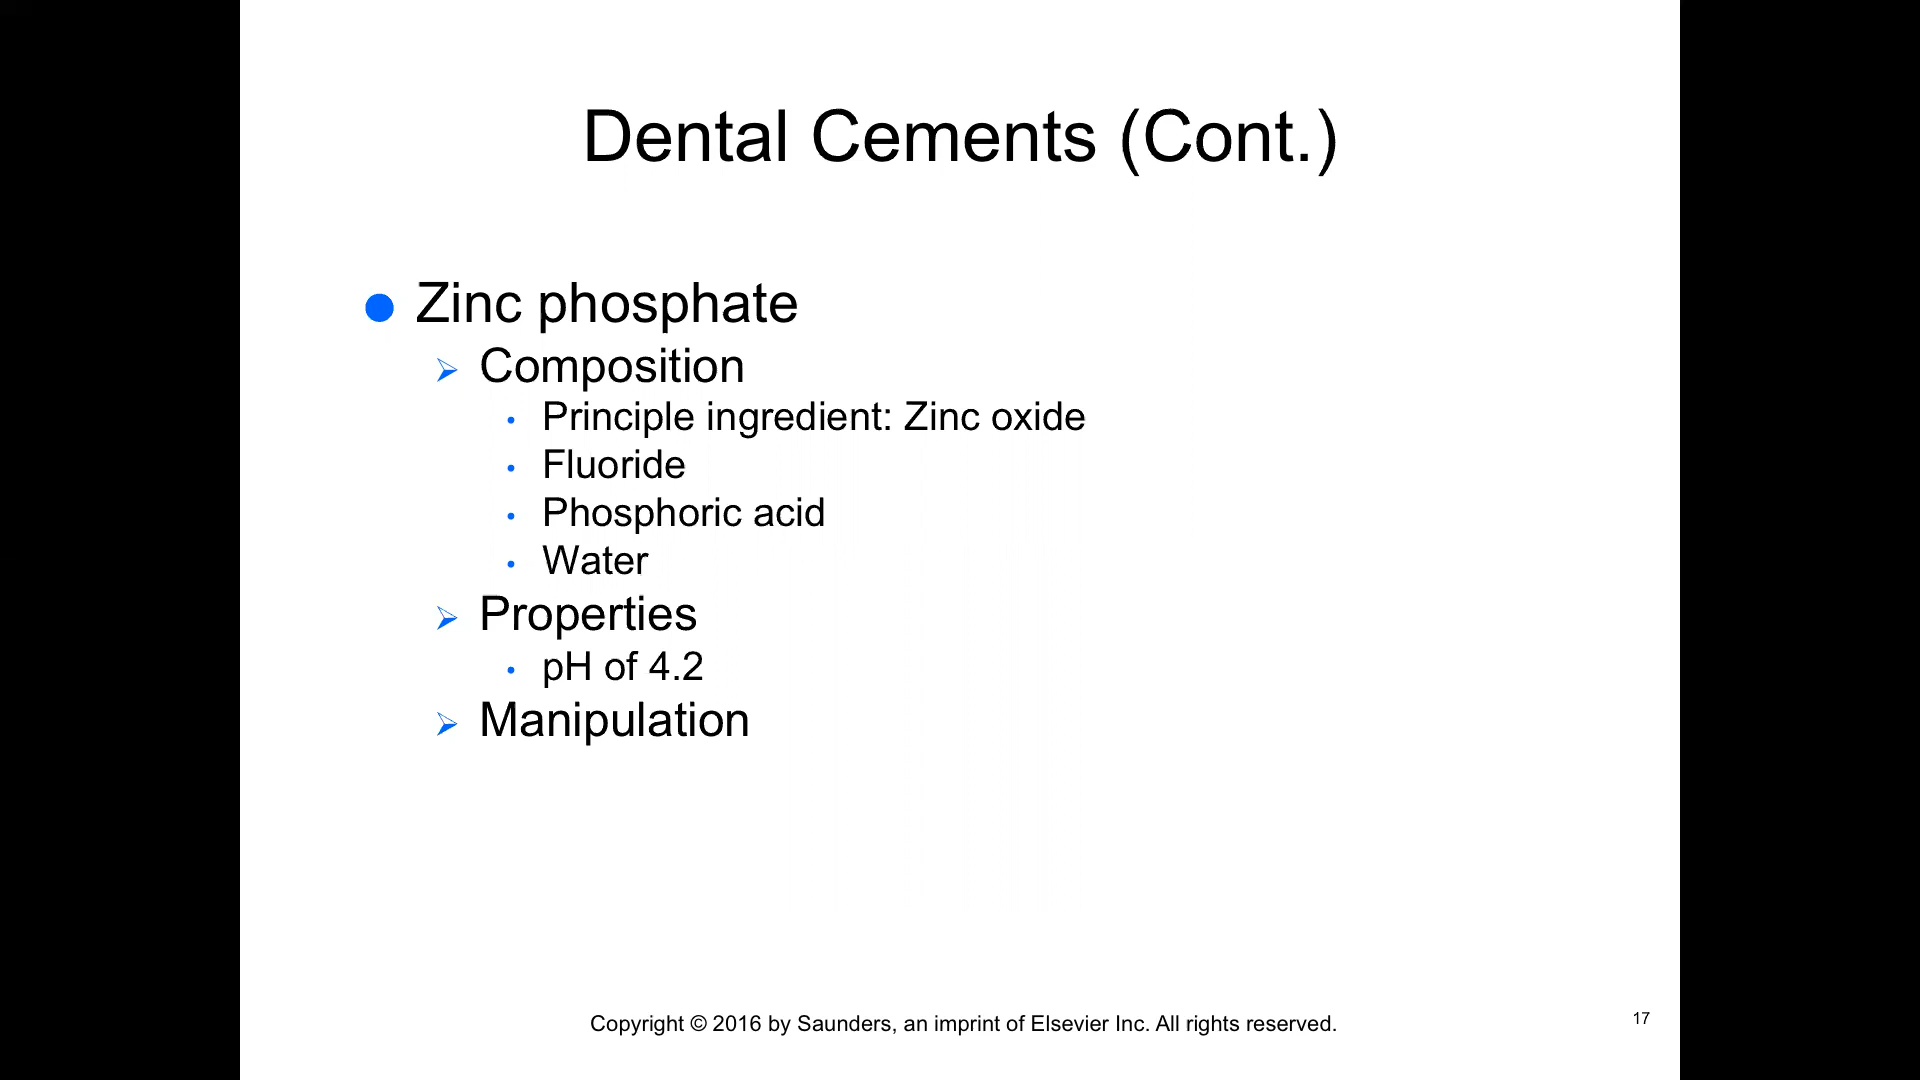 Dental Cements (Cont.)
Zinc phosphate
Composition
Principle ingredient: Zinc oxide
Fluoride
Phosphoric acid
Water
Properties
pH of 4.2
Manipulation
Copyright © 2016 by Saunders, an imprint of Elsevier Inc. All rights reserved.
17